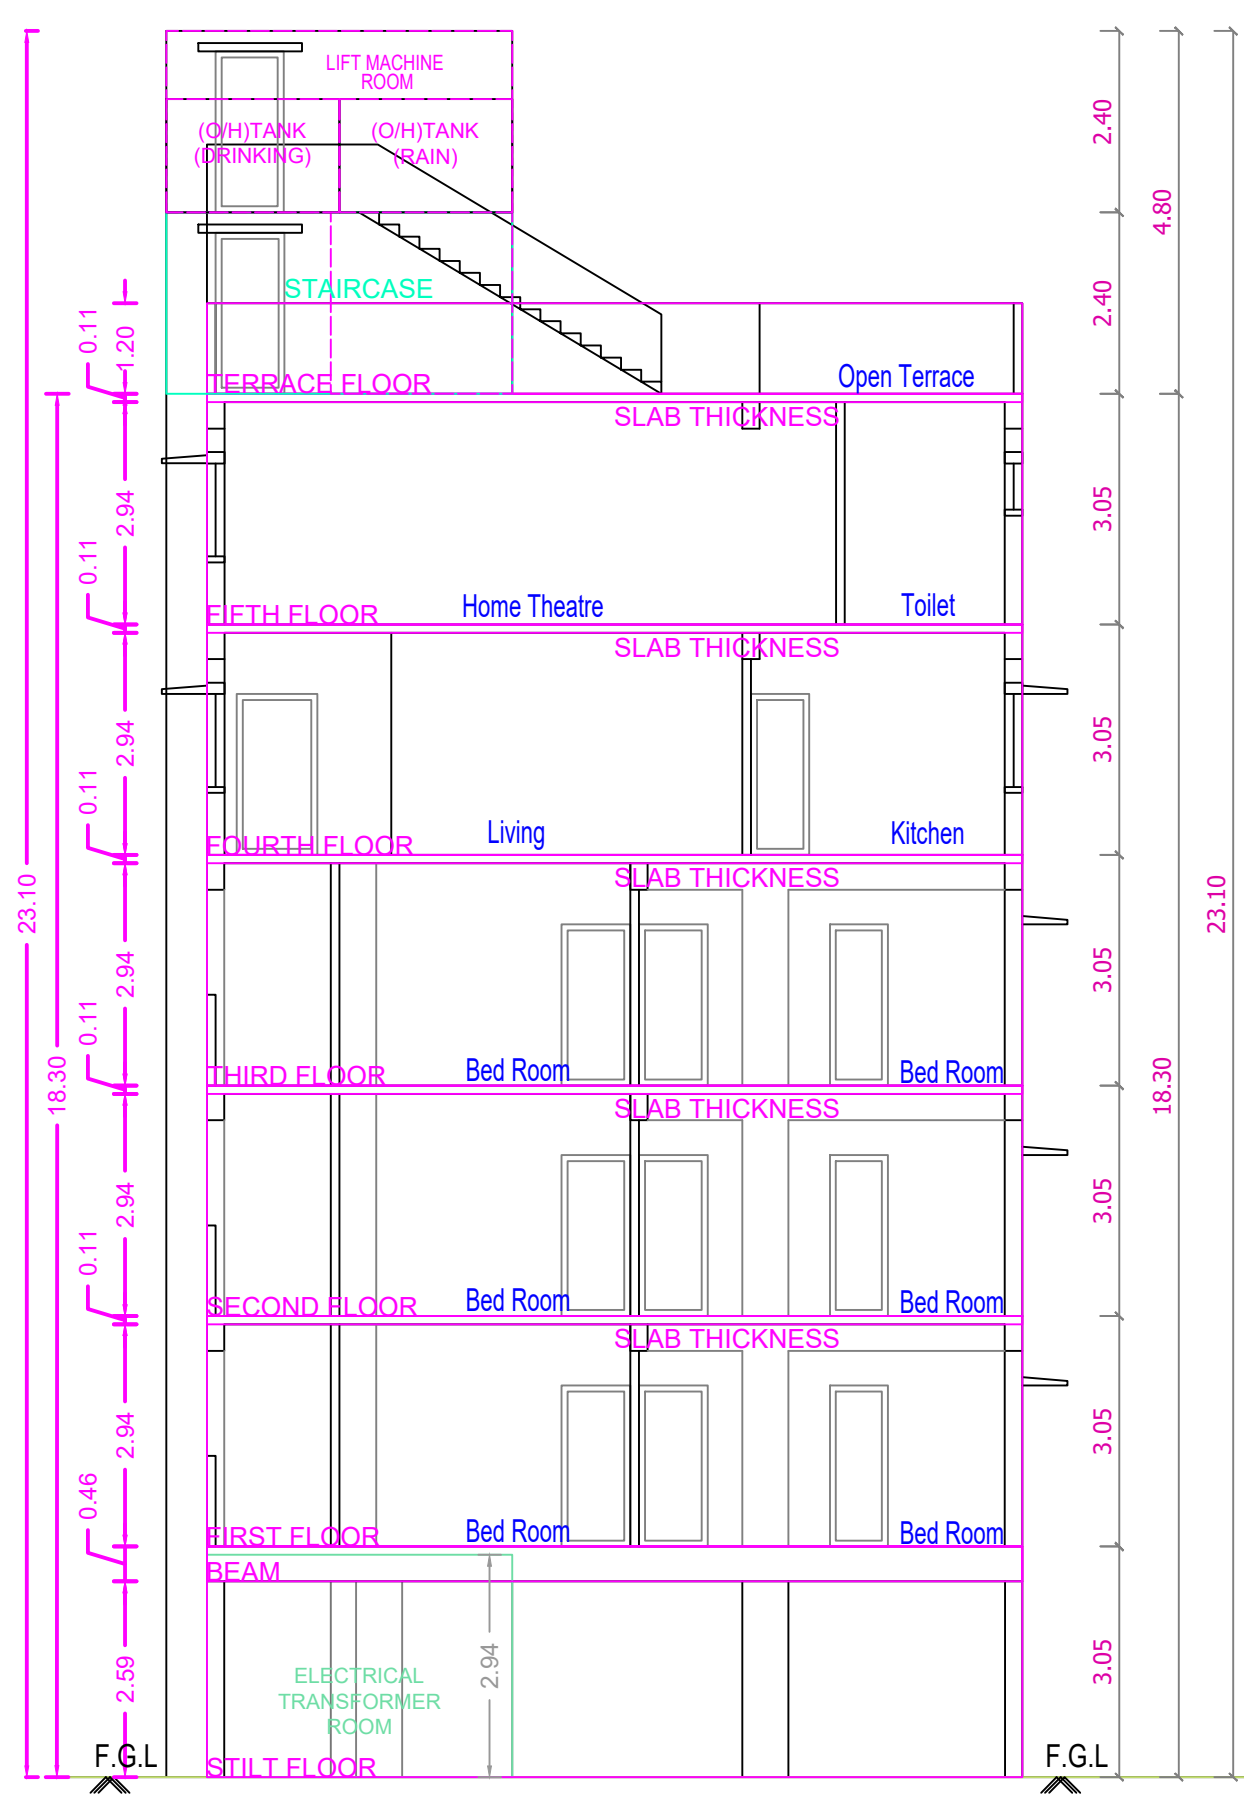 LIFT MACHINE
ROOM
(O/H)TANK
(DRINKING)
(O/H)TANK
(RAIN)
2.40
4.80
STAIRCASE
2.40
0.11
1.20
TERRACE FLOOR
Open Terrace
SLAB THICKNESS
2.94
3.05
0.11
FIFTH FLOOR
Home Theatre
Toilet
SLAB THICKNESS
2.94
3.05
0.11
FOURTH FLOOR
Living
Kitchen
SLAB THICKNESS
23.10
23.10
2.94
3.05
0.11
THIRD FLOOR
Bed Room
Bed Room
18.30
18.30
SLAB THICKNESS
2.94
3.05
0.11
SECOND FLOOR
Bed Room
Bed Room
SLAB THICKNESS
2.94
3.05
0.46
FIRST FLOOR
Bed Room
Bed Room
BEAM
2.59
ELECTRICAL
TRANSFORMER
ROOM
2.94
3.05
F.G.L
STILT FLOOR
F.G.L